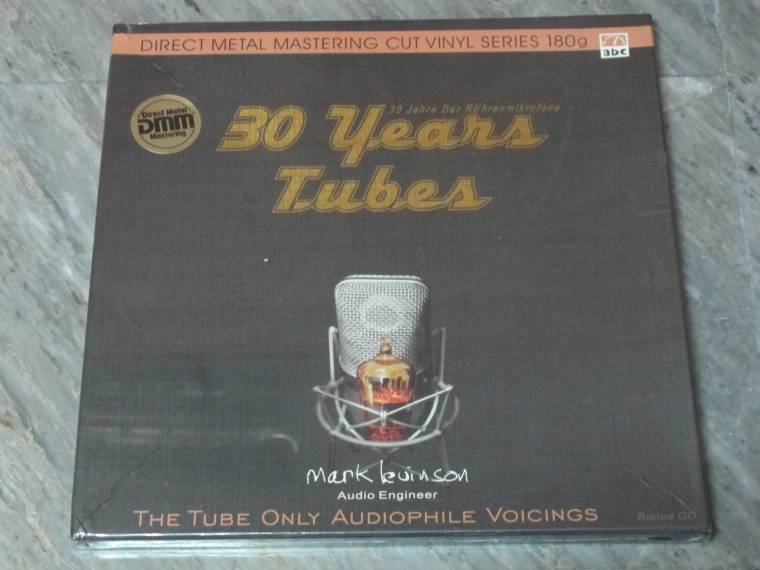 DIRECT METAL MASTERING CUT VINYL SERIES 180g
3bc
Direct Metal
DMM
Mastering
30 Jahre Der Röhrenmikrofone
30 Years
Tubes
mark levinson
Audio Engineer
THE TUBE ONLY AUDIOPHILE VOICINGS
Bonus CD